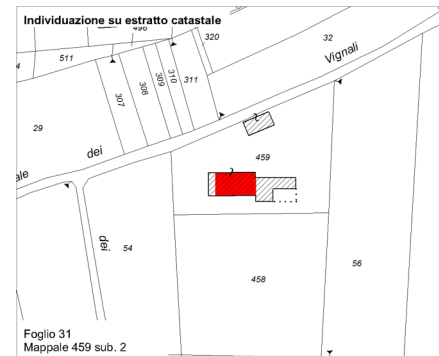 Individuazione su estratto catastale
496
320
32
Vignali
511
310
309
311
308
307
29
dei
459
ale
dei
54
56
458
Foglio 31
Mappale 459 sub. 2